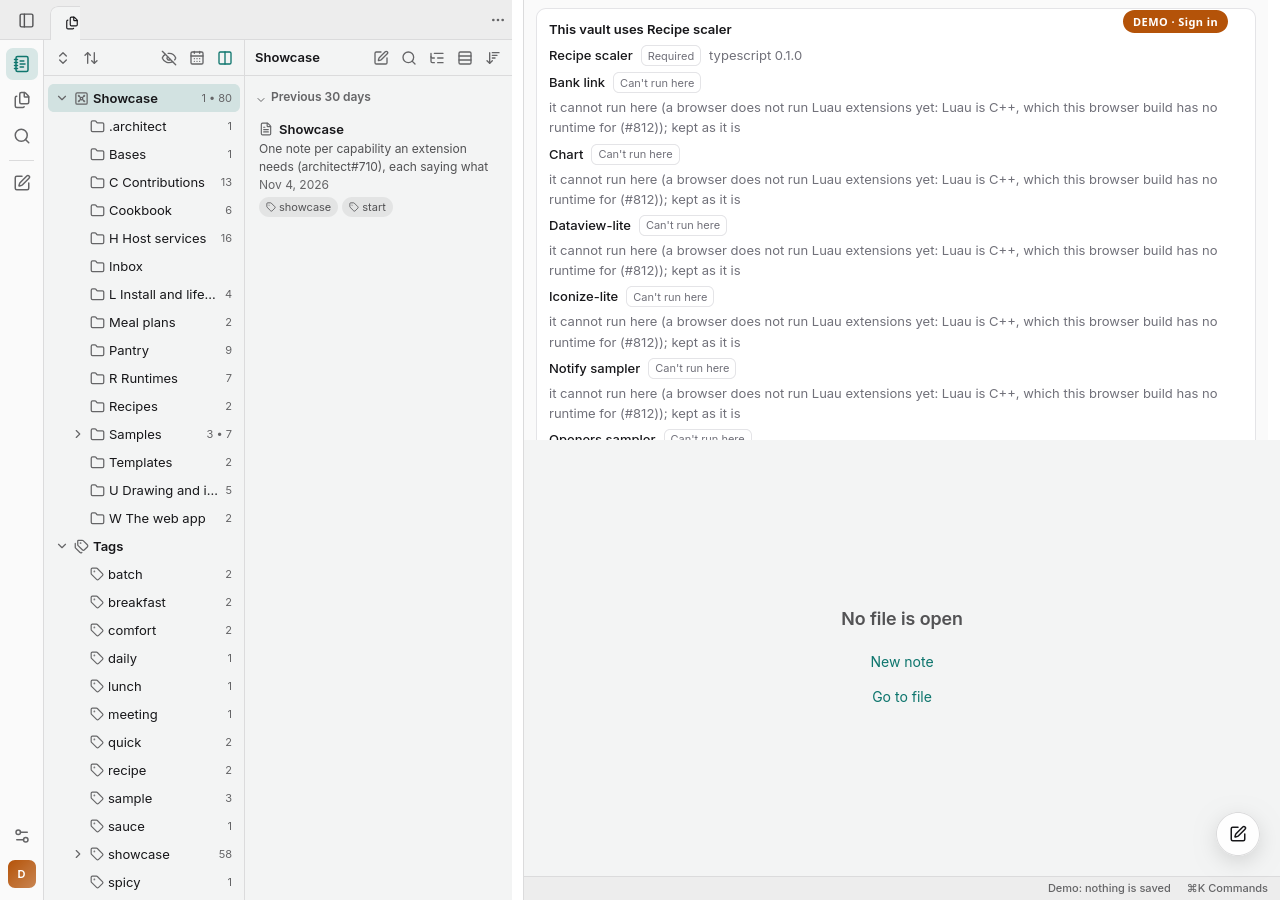 Showcase
1 • 80
.architect
1
Bases
1
C Contributions
13
Cookbook
6
H Host services
16
Inbox
L Install and life...
4
Meal plans
2
Pantry
9
R Runtimes
7
Recipes
2
Samples
3 • 7
Templates
2
U Drawing and i...
5
W The web app
2
Tags
batch
2
breakfast
2
comfort
2
daily
1
lunch
1
meeting
1
quick
2
recipe
2
sample
3
sauce
1
showcase
58
spicy
1
D
Showcase
Previous 30 days
Showcase
One note per capability an extension
needs (architect#710), each saying what
Nov 4, 2026
showcase
start
DEMO · Sign in
This vault uses Recipe scaler
Recipe scaler Required typescript 0.1.0
Bank link Can't run here
it cannot run here (a browser does not run Luau extensions yet: Luau is C++, which this browser build has no
runtime for (#812)); kept as it is
Chart Can't run here
it cannot run here (a browser does not run Luau extensions yet: Luau is C++, which this browser build has no
runtime for (#812)); kept as it is
Dataview-lite Can't run here
it cannot run here (a browser does not run Luau extensions yet: Luau is C++, which this browser build has no
runtime for (#812)); kept as it is
Iconize-lite Can't run here
it cannot run here (a browser does not run Luau extensions yet: Luau is C++, which this browser build has no
runtime for (#812)); kept as it is
Notify sampler Can't run here
it cannot run here (a browser does not run Luau extensions yet: Luau is C++, which this browser build has no
runtime for (#812)); kept as it is
Openers sampler Can't run here
No file is open
New note
Go to file
Demo: nothing is saved
⌘K Commands